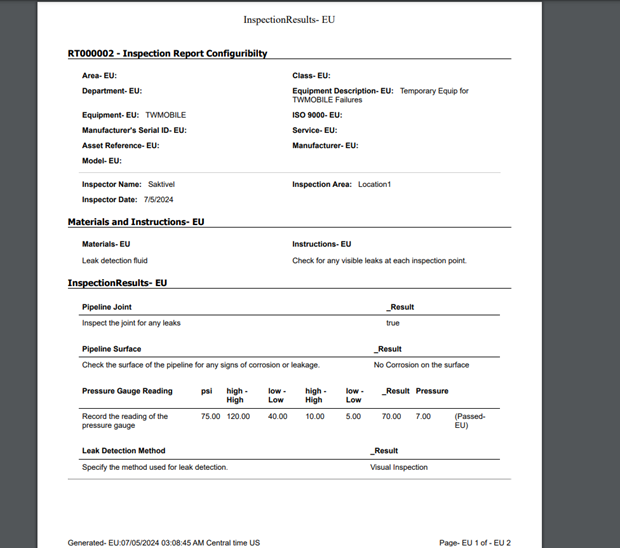 InspectionResults- EU
RT000002 - Inspection Report Configuribilty
Area- EU: Class- EU:
Department- EU: Equipment Description- EU: Temporary Equip for
TWMOBILE Failures
Equipment- EU: TWMOBILE ISO 9000- EU:
Manufacturer's Serial ID- EU: Service- EU:
Asset Reference- EU: Manufacturer- EU:
Model- EU:
Inspector Name: Saktivel Inspection Area: Location1
Inspector Date: 7/5/2024
Materials and Instructions- EU
Materials- EU Instructions- EU
Leak detection fluid Check for any visible leaks at each inspection point.
InspectionResults- EU
Pipeline Joint _Result
Inspect the joint for any leaks true
Pipeline Surface _Result
Check the surface of the pipeline for any signs of corrosion or leakage. No Corrosion on the surface
Pressure Gauge Reading psi high - low - high - low - _Result Pressure
High Low High Low
Record the reading of the 75.00 120.00 40.00 10.00 5.00 70.00 7.00 (Passed-
pressure gauge EU)
Leak Detection Method _Result
Specify the method used for leak detection. Visual Inspection
Generated- EU:07/05/2024 03:08:45 AM Central time US Page- EU 1 of - EU 2